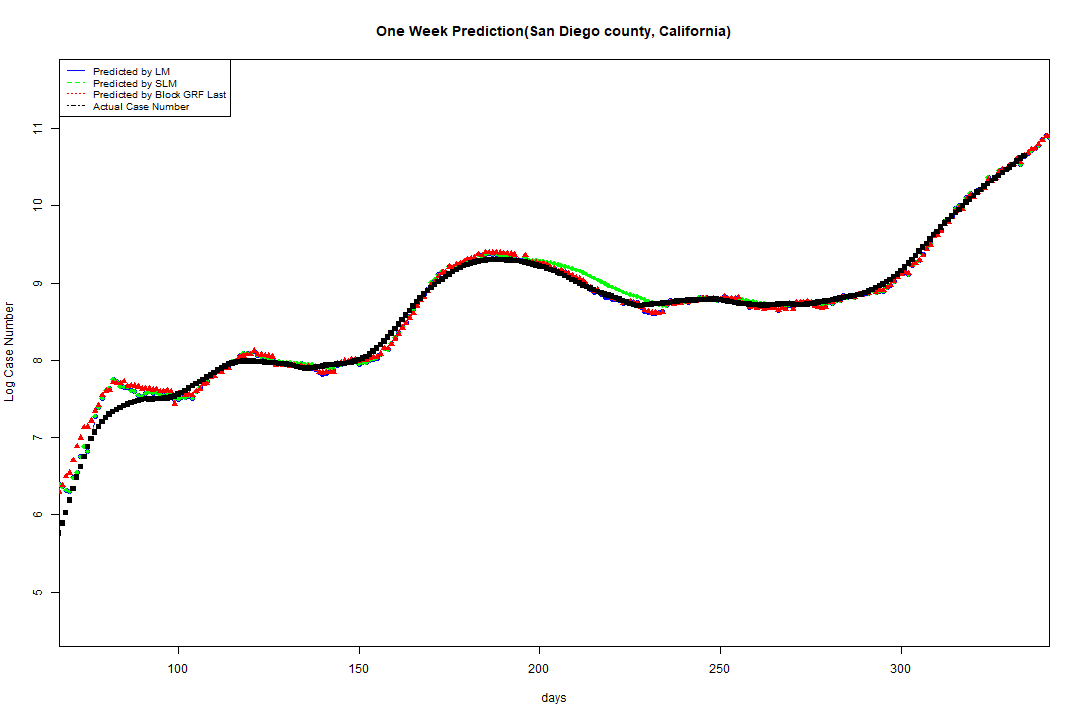 One Week Prediction(San Diego county, California)
Predicted by LM
Predicted by SLM
Predicted by Block GRF Last
Actual Case Number
Log Case Number
11
10
9
8
7
6
5
100 150 200 250 300
days